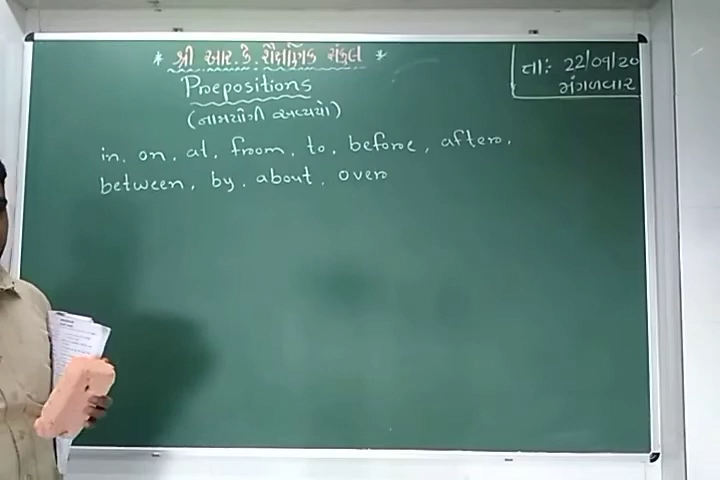 * શ્રી આર. કે. શૈક્ષણિક સંકુલ *
તા: 22/09/20
મંગળવાર
Prepositions
(નામયોગી અવ્યયો)
in, on, at, from, to, before, after,
between, by, about, over